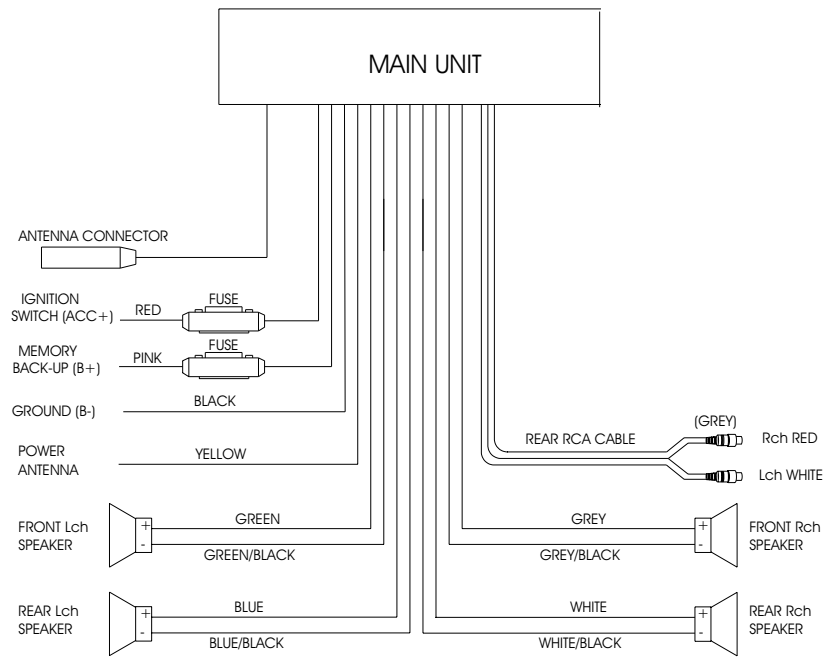 MAIN UNIT
ANTENNA CONNECTOR
IGNITION
SWITCH (ACC+)
RED
FUSE
MEMORY
BACK-UP (B+)
PINK
FUSE
GROUND (B-)
BLACK
POWER
ANTENNA
YELLOW
REAR RCA CABLE
(GREY)
Rch RED
Lch WHITE
FRONT Lch
SPEAKER
+
-
GREEN
GREEN/BLACK
GREY
GREY/BLACK
+
-
FRONT Rch
SPEAKER
REAR Lch
SPEAKER
+
-
BLUE
BLUE/BLACK
WHITE
WHITE/BLACK
+
-
REAR Rch
SPEAKER